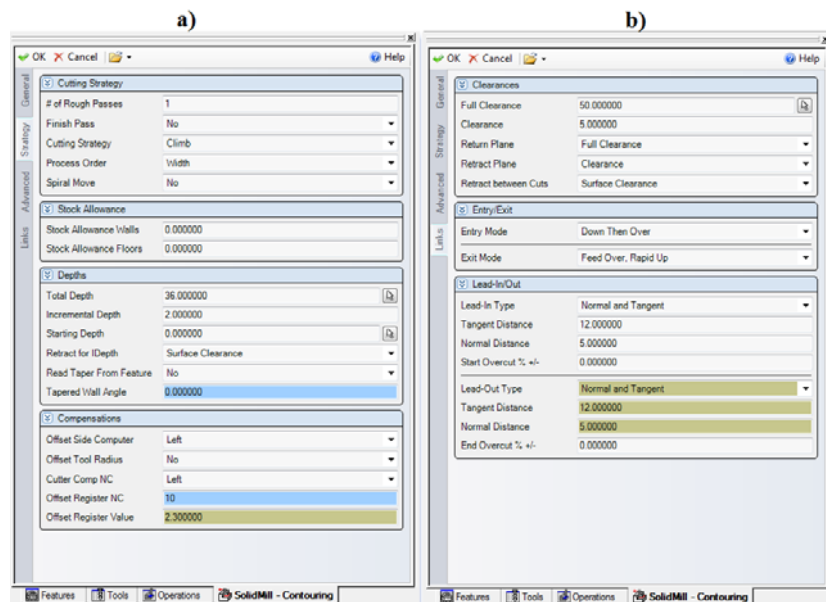 a)
OK Cancel Help
General
Strategy
Advanced
Links
Cutting Strategy
# of Rough Passes 1
Finish Pass No
Cutting Strategy Climb
Process Order Width
Spiral Move No
Stock Allowance
Stock Allowance Walls 0.000000
Stock Allowance Floors 0.000000
Depths
Total Depth 36.000000
Incremental Depth 2.000000
Starting Depth 0.000000
Retract for IDepth Surface Clearance
Read Taper From Feature No
Tapered Wall Angle 0.000000
Compensations
Offset Side Computer Left
Offset Tool Radius No
Cutter Comp NC Left
Offset Register NC 10
Offset Register Value 2.300000
Features Tools Operations SolidMill - Contouring
b)
OK Cancel Help
General
Strategy
Advanced
Links
Clearances
Full Clearance 50.000000
Clearance 5.000000
Return Plane Full Clearance
Retract Plane Clearance
Retract between Cuts Surface Clearance
Entry/Exit
Entry Mode Down Then Over
Exit Mode Feed Over, Rapid Up
Lead-In/Out
Lead-In Type Normal and Tangent
Tangent Distance 12.000000
Normal Distance 5.000000
Start Overcut % +/- 0.000000
Lead-Out Type Normal and Tangent
Tangent Distance 12.000000
Normal Distance 5.000000
End Overcut % +/- 0.000000
Features Tools Operations SolidMill - Contouring